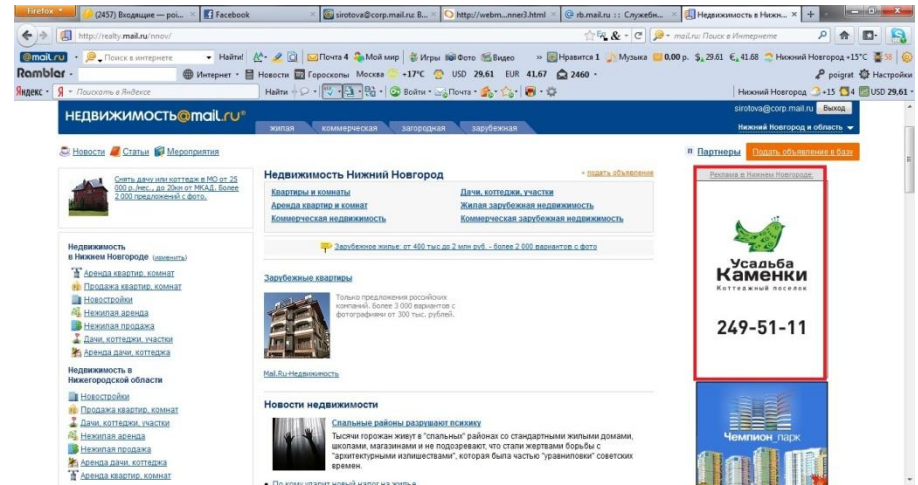 Firefox
(2457) Входящие — poi...
Facebook
sirotova@corp.mail.ru: В...
http://webm...nner3.html
rb.mail.ru :: Служебн...
Недвижимость в Нижн...
http://realty.mail.ru/nnov/
mail.ru: Поиск в Интернете
@mail.ru
Поиск в интернете
Найти!
Почта 4
Мой мир
Игры
Фото
Видео
Нравится 1
Музыка
0,00 р.
29.61
41.68
Нижний Новгород +15°C
Rambler
Интернет
Новости
Гороскопы
Москва
+17°C
USD 29,61
EUR 41.67
2460
poigrat
Настройки
Яндекс
Поискать в Яндексе
Найти
Войти
Почта
Нижний Новгород
+15
4
USD 29,61
НЕДВИЖИМОСТЬ@mail.ru
sirotova@corp.mail.ru
Выход
жилая
коммерческая
загородная
зарубежная
Нижний Новгород и область
Новости
Статьи
Мероприятия
Партнеры
Подать объявление в базу
Снять дачу или коттедж в МО от 25
000 р./мес., до 20км от МКАД. Более
2 000 предложений с фото.
Недвижимость Нижний Новгород
подать объявление
Квартиры и комнаты
Дачи, коттеджи, участки
Аренда квартир и комнат
Жилая зарубежная недвижимость
Коммерческая недвижимость
Коммерческая зарубежная недвижимость
Зарубежное жилье: от 400 тыс до 2 млн руб. - более 2 000 вариантов с фото
Недвижимость
в Нижнем Новгороде (изменить)
Аренда квартир, комнат
Продажа квартир, комнат
Новостройки
Нежилая аренда
Нежилая продажа
Дачи, коттеджи, участки
Аренда дачи, коттеджа
Недвижимость в
Нижегородской области
Новостройки
Продажа квартир, комнат
Дачи, коттеджи, участки
Нежилая аренда
Нежилая продажа
Аренда дачи, коттеджа
Аренда квартир, комнат
Зарубежные квартиры
Только предложения российских
компаний. Более 3 000 вариантов с
фотографиями от 300 тыс. рублей.
Mail.Ru-Недвижимость
Новости недвижимости
Спальные районы разрушают психику
Тысячи горожан живут в "спальных" районах со стандартными жилыми домами,
школами, магазинами и не подозревают, что стали жертвами борьбы с
"архитектурными излишествами", которая была частью "уравниловки" советских
времен.
По кому ударит новый налог на жилье
Реклама в Нижнем Новгороде:
Усадьба
Каменки
Коттеджный поселок
249-51-11
Чемпион парк